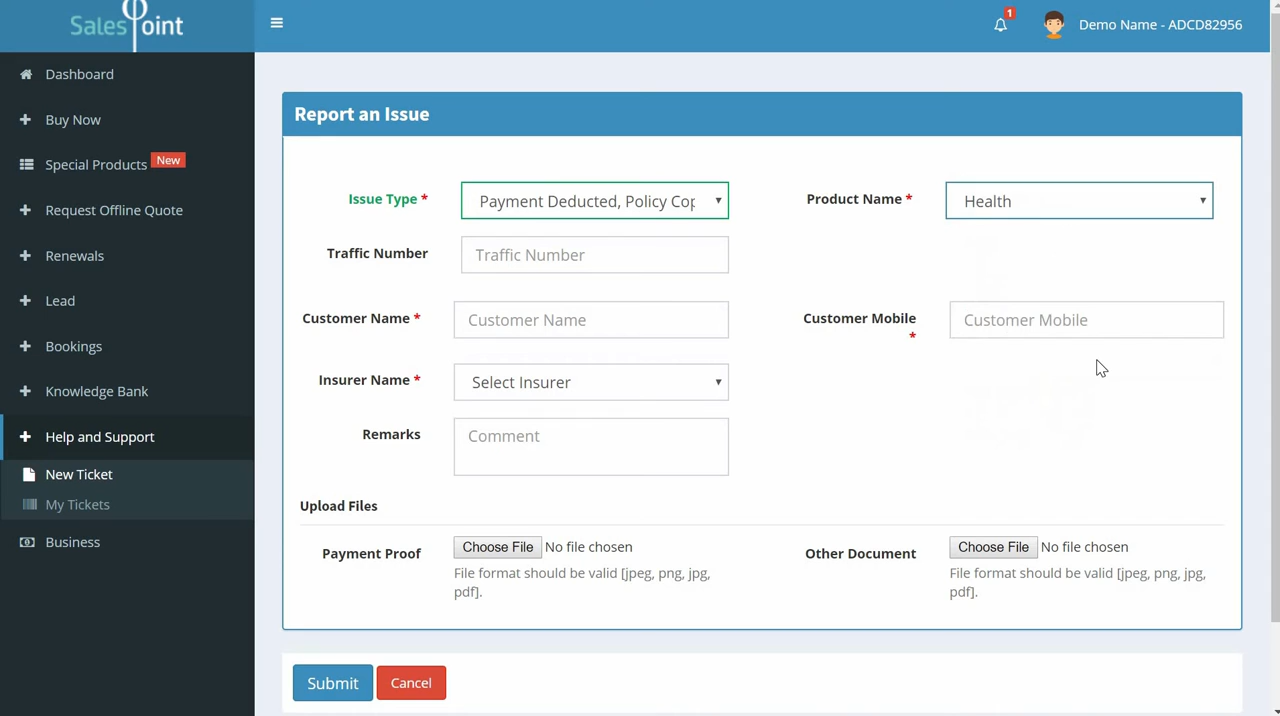 SalesPoint
1
Demo Name - ADCD82956
Dashboard
Buy Now
Special Products New
Request Offline Quote
Renewals
Lead
Bookings
Knowledge Bank
Help and Support
New Ticket
My Tickets
Business
Report an Issue
Issue Type *
Payment Deducted, Policy Cop
Product Name *
Health
Traffic Number
Traffic Number
Customer Name *
Customer Name
Customer Mobile
*
Customer Mobile
Insurer Name *
Select Insurer
Remarks
Comment
Upload Files
Payment Proof
Choose File No file chosen
File format should be valid [jpeg, png, jpg,
pdf].
Other Document
Choose File No file chosen
File format should be valid [jpeg, png, jpg,
pdf].
Submit
Cancel